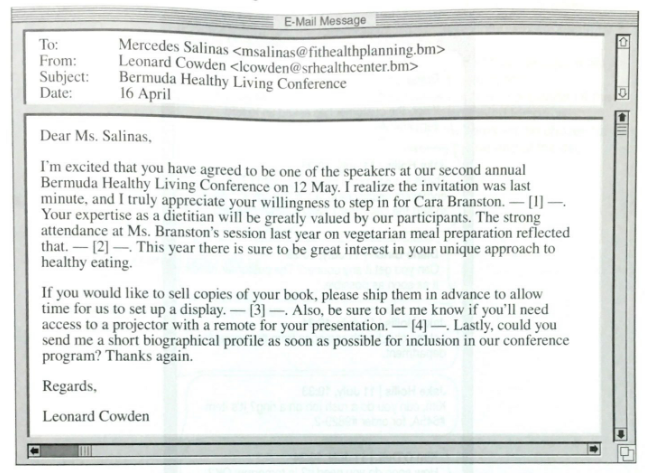 E-Mail Message
To: Mercedes Salinas <msalinas@fithealthplanning.bm>
From: Leonard Cowden <lcowden@srhealthcenter.bm>
Subject: Bermuda Healthy Living Conference
Date: 16 April
Dear Ms. Salinas,
I'm excited that you have agreed to be one of the speakers at our second annual
Bermuda Healthy Living Conference on 12 May. I realize the invitation was last
minute, and I truly appreciate your willingness to step in for Cara Branston. — [1] —.
Your expertise as a dietitian will be greatly valued by our participants. The strong
attendance at Ms. Branston's session last year on vegetarian meal preparation reflected
that. — [2] —. This year there is sure to be great interest in your unique approach to
healthy eating.
If you would like to sell copies of your book, please ship them in advance to allow
time for us to set up a display. — [3] —. Also, be sure to let me know if you'll need
access to a projector with a remote for your presentation. — [4] —. Lastly, could you
send me a short biographical profile as soon as possible for inclusion in our conference
program? Thanks again.
Regards,
Leonard Cowden